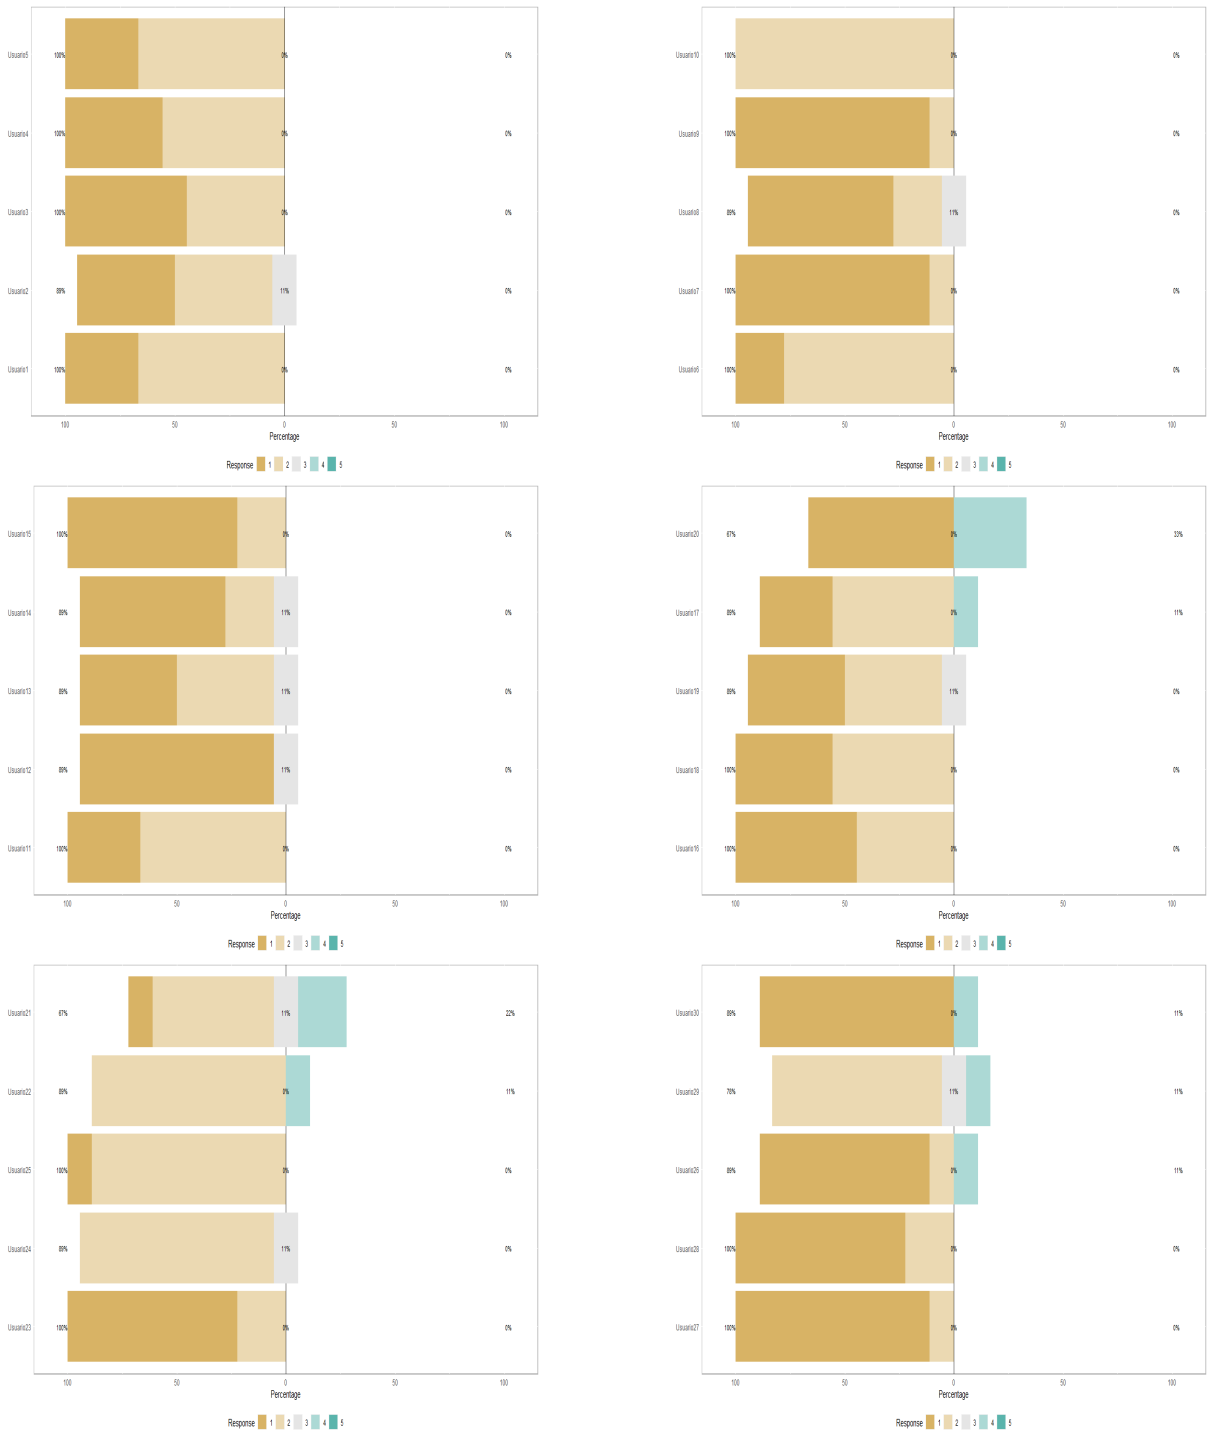 Usuario5 100% 0% 0%
Usuario4 100% 0% 0%
Usuario3 100% 0% 0%
Usuario2 89% 11% 0%
Usuario1 100% 0% 0%
100 50 0 50 100
Percentage
Response 1 2 3 4 5
Usuario10 100% 0% 0%
Usuario9 100% 0% 0%
Usuario8 89% 11% 0%
Usuario7 100% 0% 0%
Usuario6 100% 0% 0%
100 50 0 50 100
Percentage
Response 1 2 3 4 5
Usuario15 100% 0% 0%
Usuario14 89% 11% 0%
Usuario13 89% 11% 0%
Usuario12 89% 11% 0%
Usuario11 100% 0% 0%
100 50 0 50 100
Percentage
Response 1 2 3 4 5
Usuario20 67% 0% 33%
Usuario17 89% 0% 11%
Usuario19 89% 11% 0%
Usuario18 100% 0% 0%
Usuario16 100% 0% 0%
100 50 0 50 100
Percentage
Response 1 2 3 4 5
Usuario21 67% 11% 22%
Usuario22 89% 0% 11%
Usuario25 100% 0% 0%
Usuario24 89% 11% 0%
Usuario23 100% 0% 0%
100 50 0 50 100
Percentage
Response 1 2 3 4 5
Usuario30 89% 0% 11%
Usuario29 78% 11% 11%
Usuario26 89% 0% 11%
Usuario28 100% 0% 0%
Usuario27 100% 0% 0%
100 50 0 50 100
Percentage
Response 1 2 3 4 5